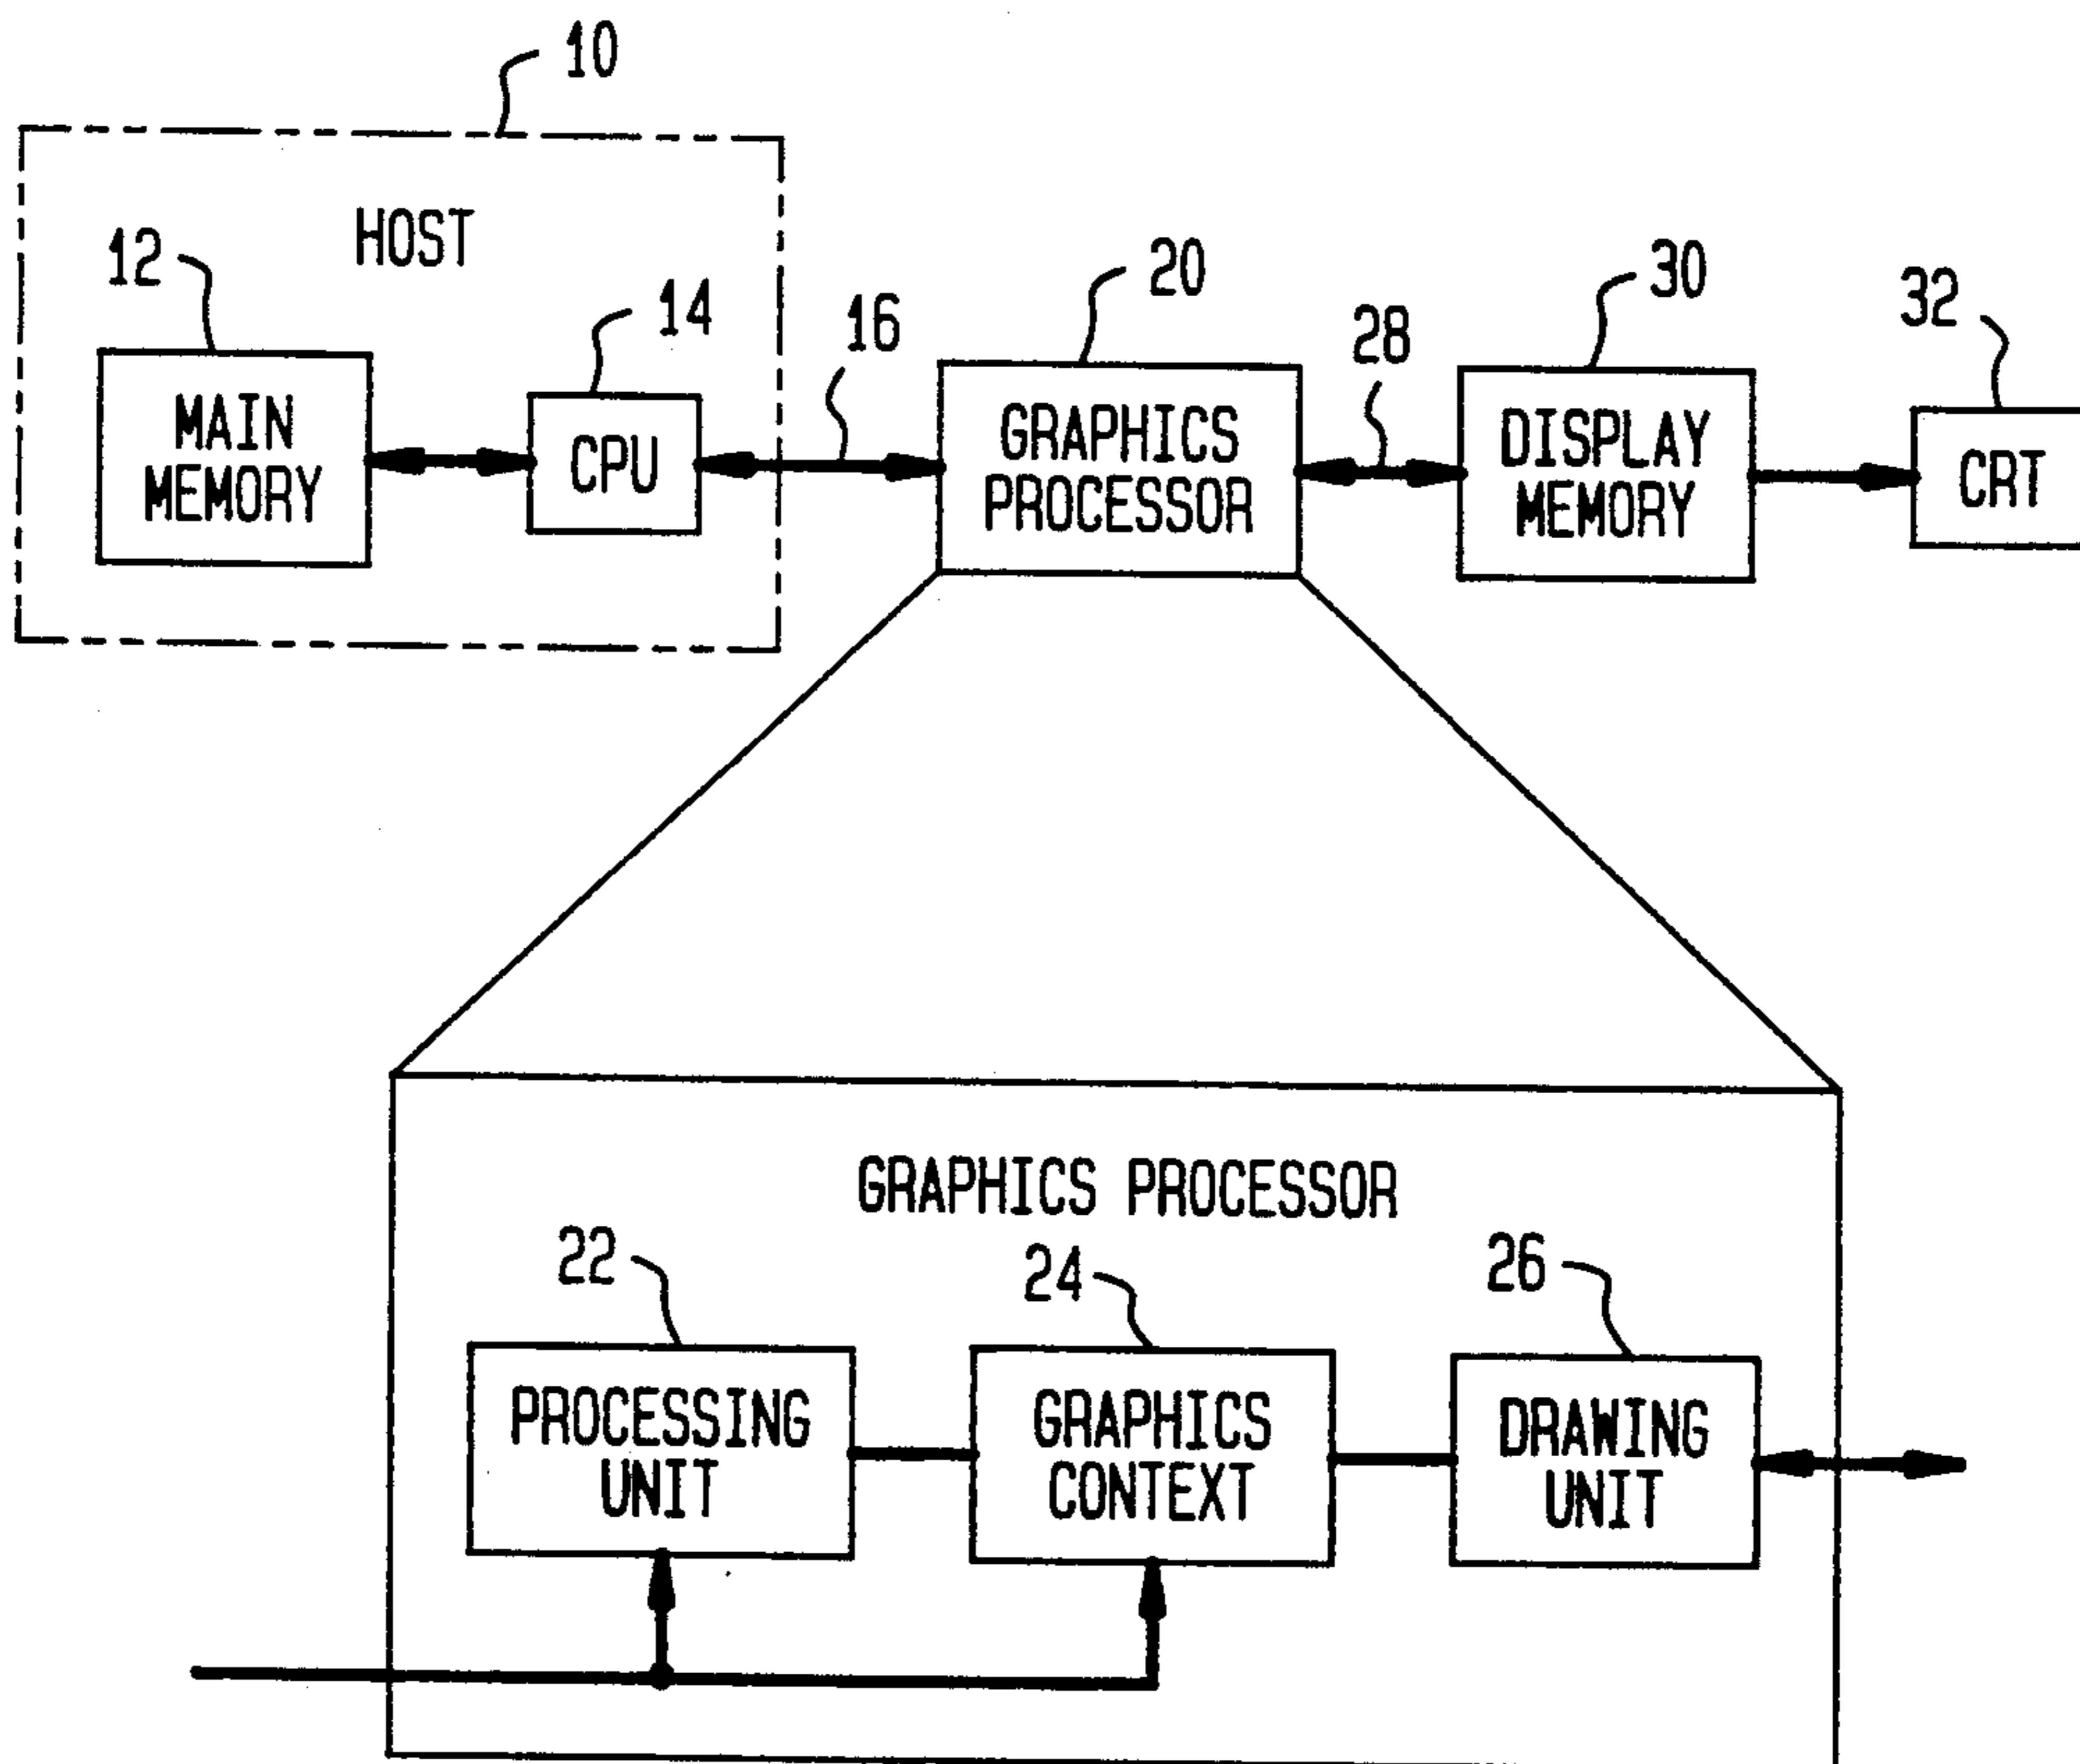 10
HOST
12
14
16
20
28
30
32
MAIN
MEMORY
CPU
GRAPHICS
PROCESSOR
DISPLAY
MEMORY
CRT
GRAPHICS PROCESSOR
22
24
26
PROCESSING
UNIT
GRAPHICS
CONTEXT
DRAWING
UNIT